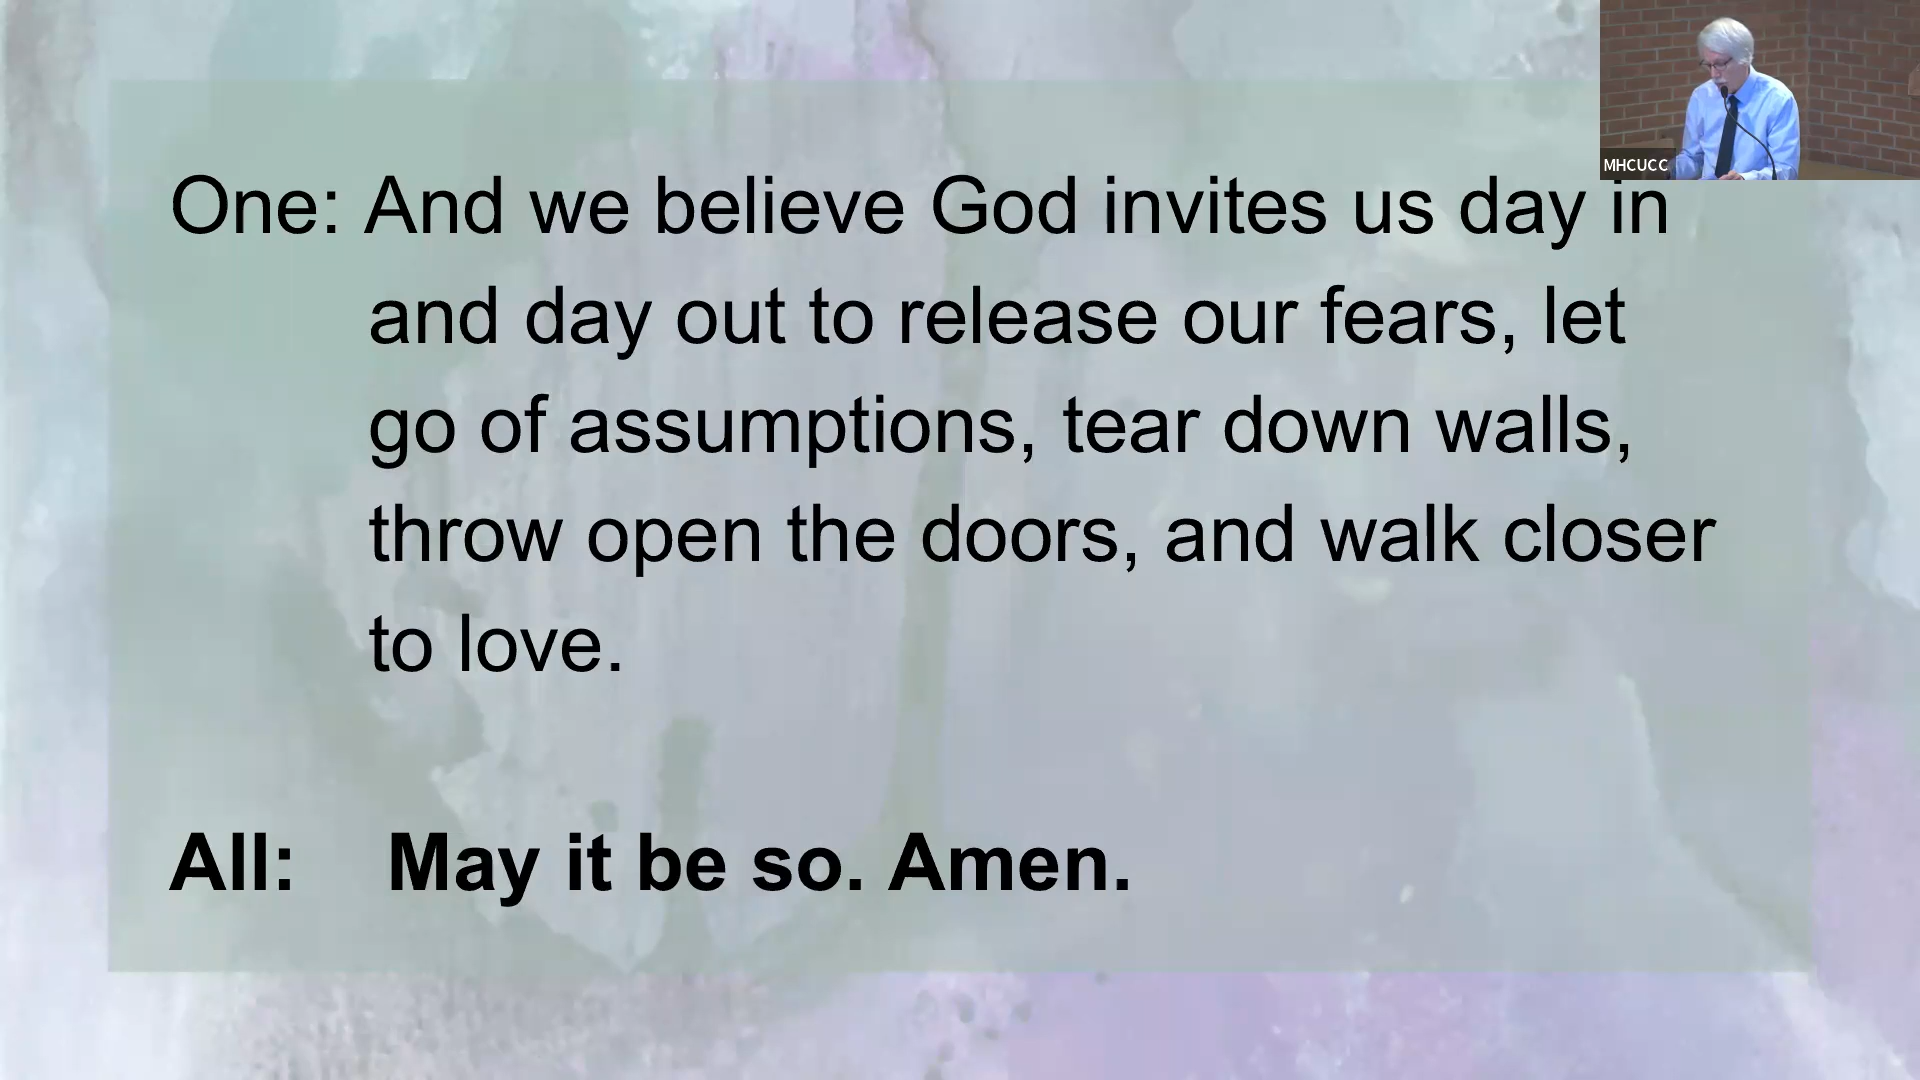 MHCUCC
One: And we believe God invites us day in
and day out to release our fears, let
go of assumptions, tear down walls,
throw open the doors, and walk closer
to love.
All: May it be so. Amen.